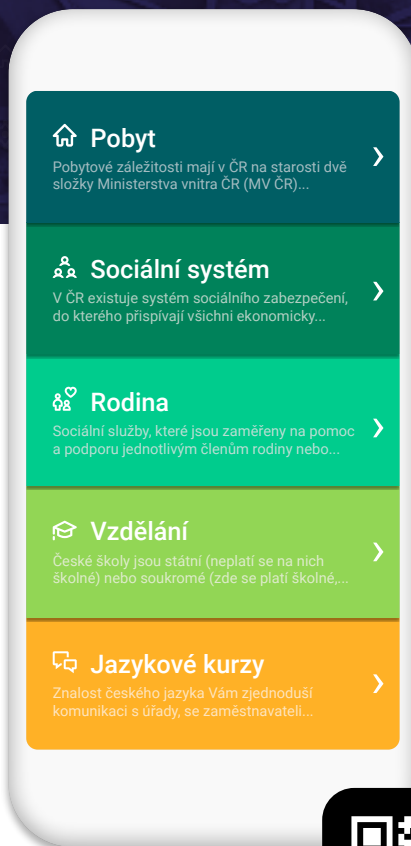 Pobyt
Pobytové záležitosti mají v ČR na starosti dvě
složky Ministerstva vnitra ČR (MV ČR)...
Sociální systém
V ČR existuje systém sociálního zabezpečení,
do kterého přispívají všichni ekonomicky...
Rodina
Sociální služby, které jsou zaměřeny na pomoc
a podporu jednotlivým členům rodiny nebo...
Vzdělání
České školy jsou státní (neplatí se na nich
školné) nebo soukromé (zde se platí školné,...
Jazykové kurzy
Znalost českého jazyka Vám zjednoduší
komunikaci s úřady, se zaměstnavateli...